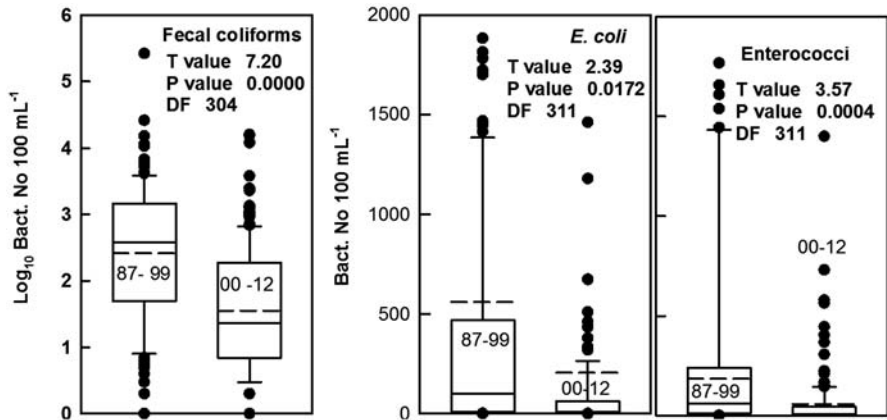 Fecal coliforms
T value 7.20
P value 0.0000
DF 304
6
5
4
3
2
1
0
Log10 Bact. No 100 mL-1
87- 99
00 -12
E. coli
T value 2.39
P value 0.0172
DF 311
2000
1500
1000
500
0
Bact. No 100 mL-1
87-99
00-12
Enterococci
T value 3.57
P value 0.0004
DF 311
00-12
87-99